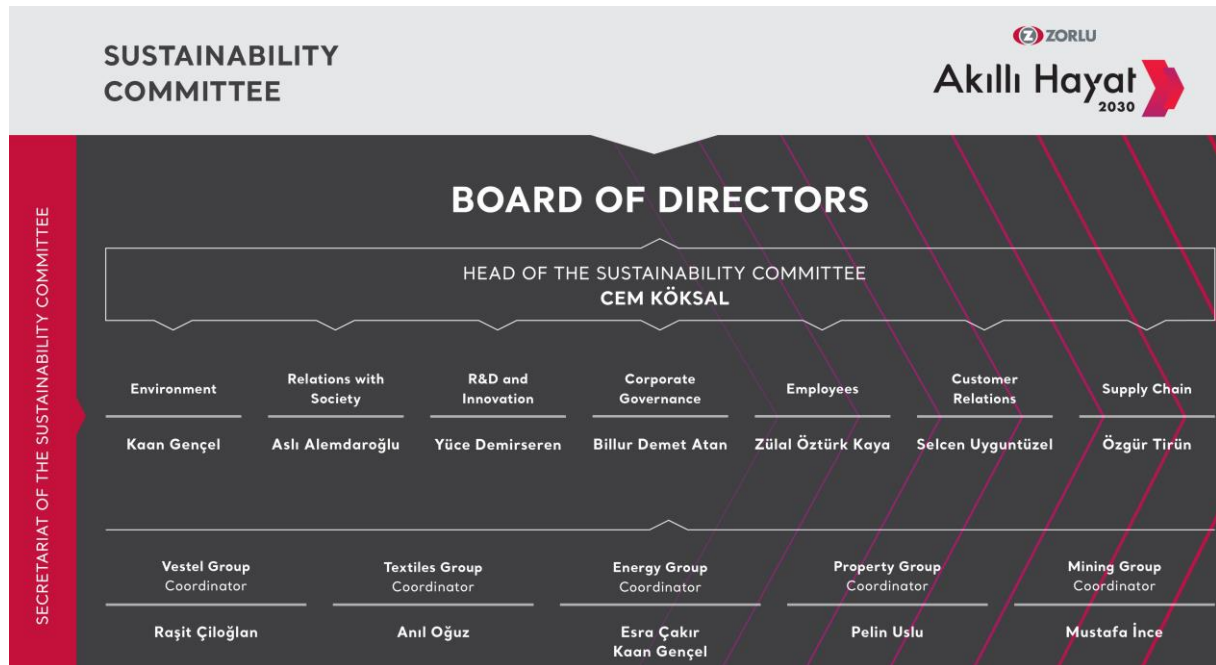 SUSTAINABILITY
COMMITTEE
Z ZORLU
Akıllı Hayat
2030
SECRETARIAT OF THE SUSTAINABILITY COMMITTEE
BOARD OF DIRECTORS
HEAD OF THE SUSTAINABILITY COMMITTEE
CEM KÖKSAL
Environment
Kaan Gençel
Relations with
Society
Aslı Alemdaroğlu
R&D and
Innovation
Yüce Demirseren
Corporate
Governance
Billur Demet Atan
Employees
Zülal Öztürk Kaya
Customer
Relations
Selcen Uyguntüzel
Supply Chain
Özgür Tirün
Vestel Group
Coordinator
Raşit Çiloğlan
Textiles Group
Coordinator
Anıl Oğuz
Energy Group
Coordinator
Esra Çakır
Kaan Gençel
Property Group
Coordinator
Pelin Uslu
Mining Group
Coordinator
Mustafa İnce